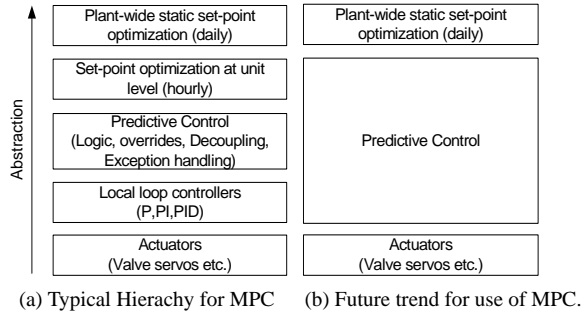 Abstraction
Plant-wide static set-point
optimization (daily)
Set-point optimization at unit
level (hourly)
Predictive Control
(Logic, overrides, Decoupling,
Exception handling)
Local loop controllers
(P,PI,PID)
Actuators
(Valve servos etc.)
(a) Typical Hierachy for MPC
Plant-wide static set-point
optimization (daily)
Predictive Control
Actuators
(Valve servos etc.)
(b) Future trend for use of MPC.